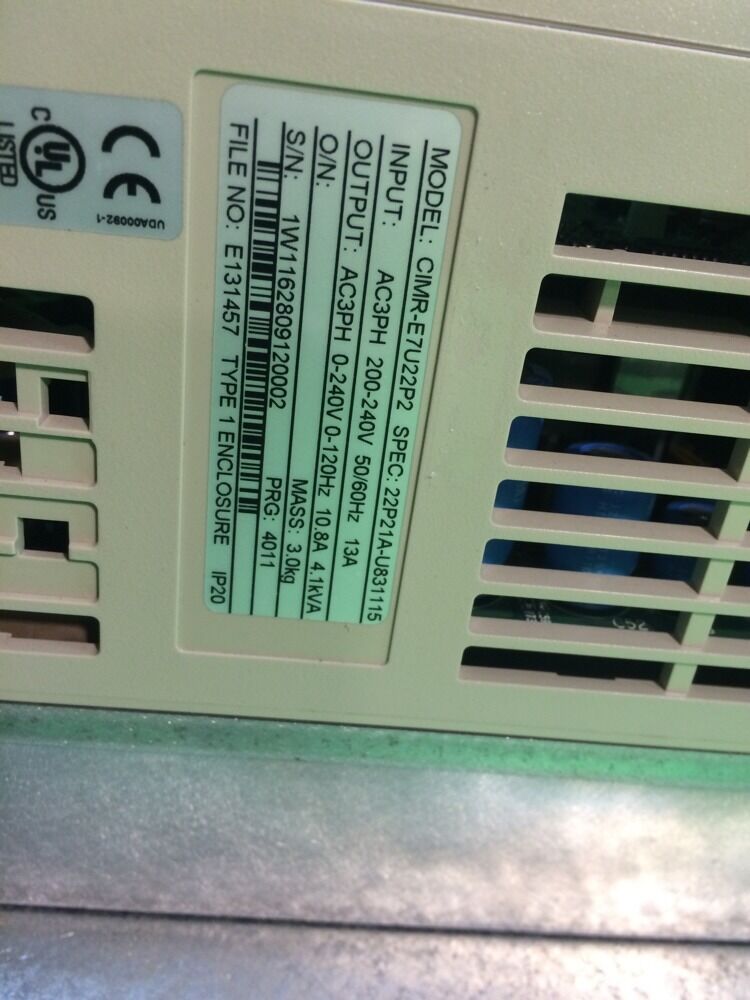 MODEL: CIMR-E7U22P2 SPEC: 22P21A-U831115
INPUT: AC3PH 200-240V 50/60Hz 13A
OUTPUT: AC3PH 0-240V 0-120Hz 10.8A 4.1kVA
O/N: MASS: 3.0kg
S/N: 1W1162809120002 PRG: 4011
FILE NO: E131457 TYPE 1 ENCLOSURE IP20
CE
UDA00092-1
C UL US
LISTED